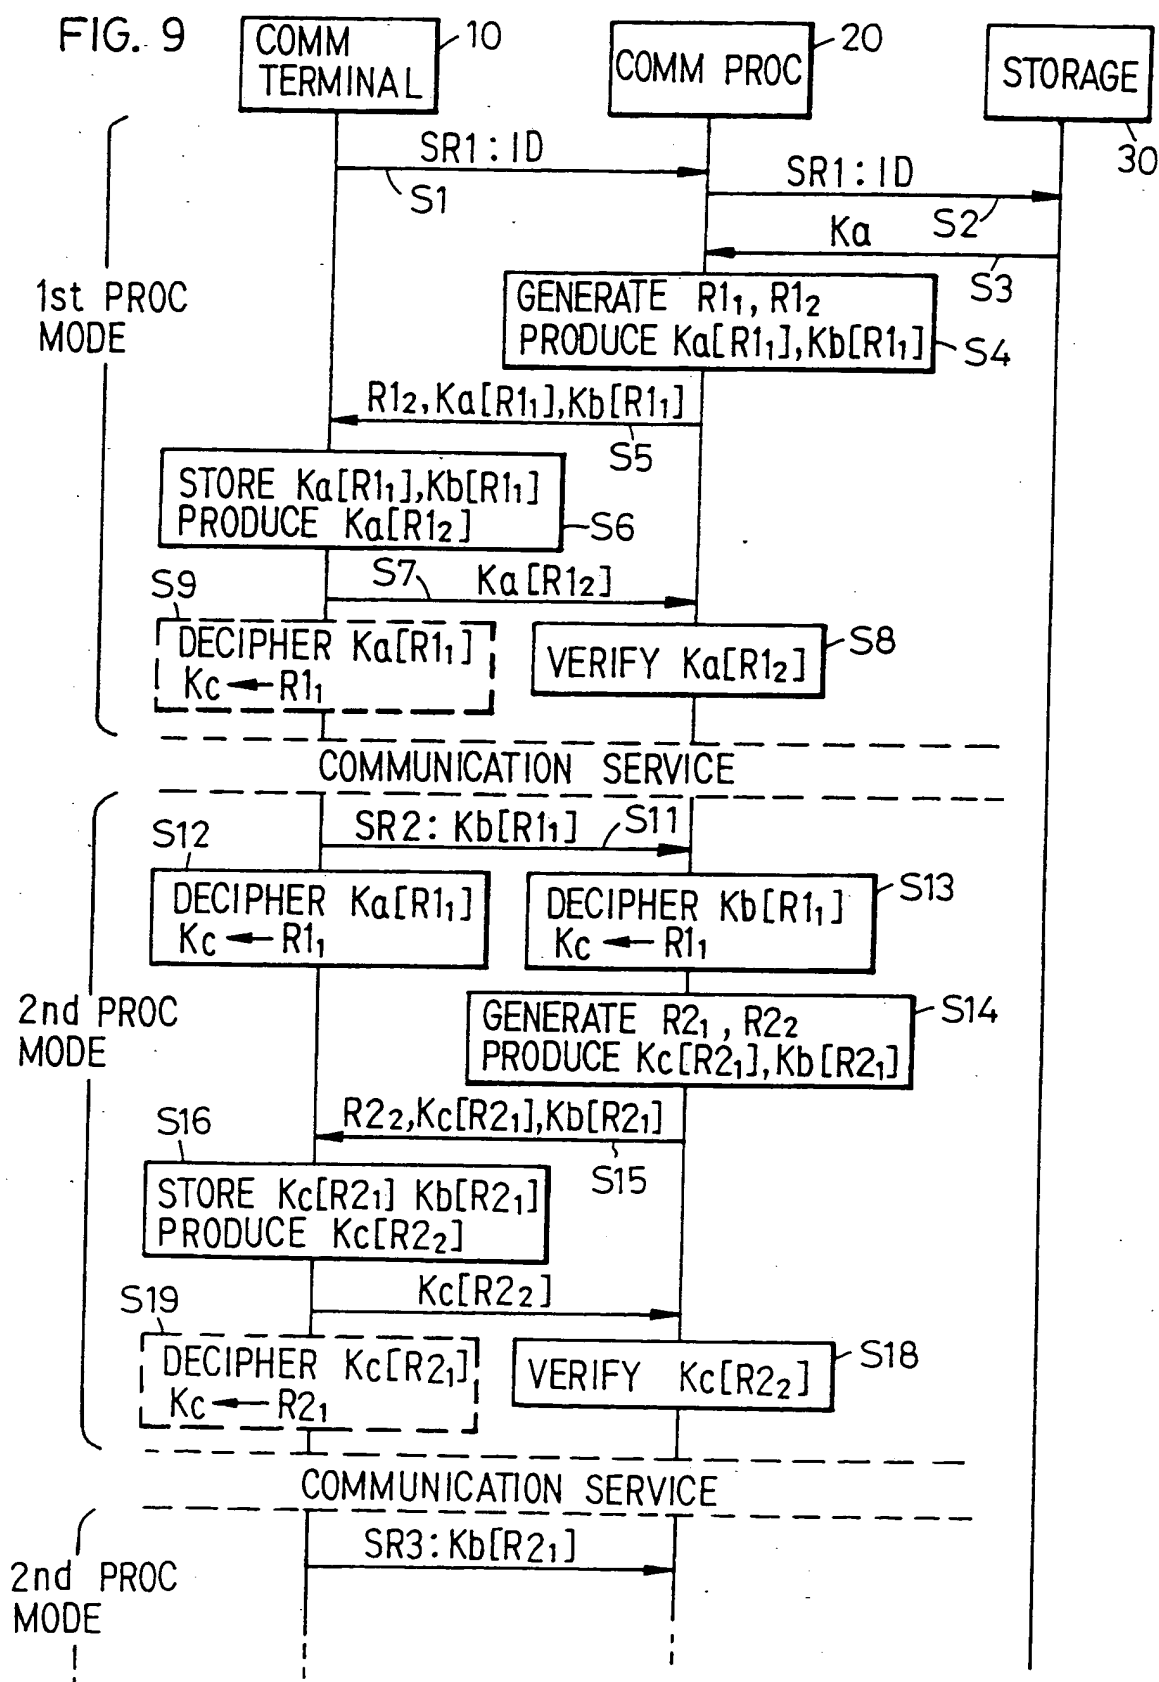 FIG. 9
COMM
TERMINAL
10
COMM PROC
20
STORAGE
30
1st PROC
MODE
SR1:ID
S1
SR1:ID
S2
Ka
S3
GENERATE R1₁, R1₂
PRODUCE Ka[R1₁],Kb[R1₁]
S4
R1₂,Ka[R1₁],Kb[R1₁]
S5
STORE Ka[R1₁],Kb[R1₁]
PRODUCE Ka[R1₂]
S6
S7
Ka[R1₂]
S9
DECIPHER Ka[R1₁]
Kc ← R1₁
VERIFY Ka[R1₂]
S8
COMMUNICATION SERVICE
2nd PROC
MODE
SR2: Kb[R1₁]
S11
S12
DECIPHER Ka[R1₁]
Kc ← R1₁
DECIPHER Kb[R1₁]
Kc ← R1₁
S13
GENERATE R2₁, R2₂
PRODUCE Kc[R2₁],Kb[R2₁]
S14
R2₂,Kc[R2₁],Kb[R2₁]
S15
S16
STORE Kc[R2₁] Kb[R2₁]
PRODUCE Kc[R2₂]
Kc[R2₂]
S19
DECIPHER Kc[R2₁]
Kc ← R2₁
VERIFY Kc[R2₂]
S18
COMMUNICATION SERVICE
2nd PROC
MODE
SR3:Kb[R2₁]